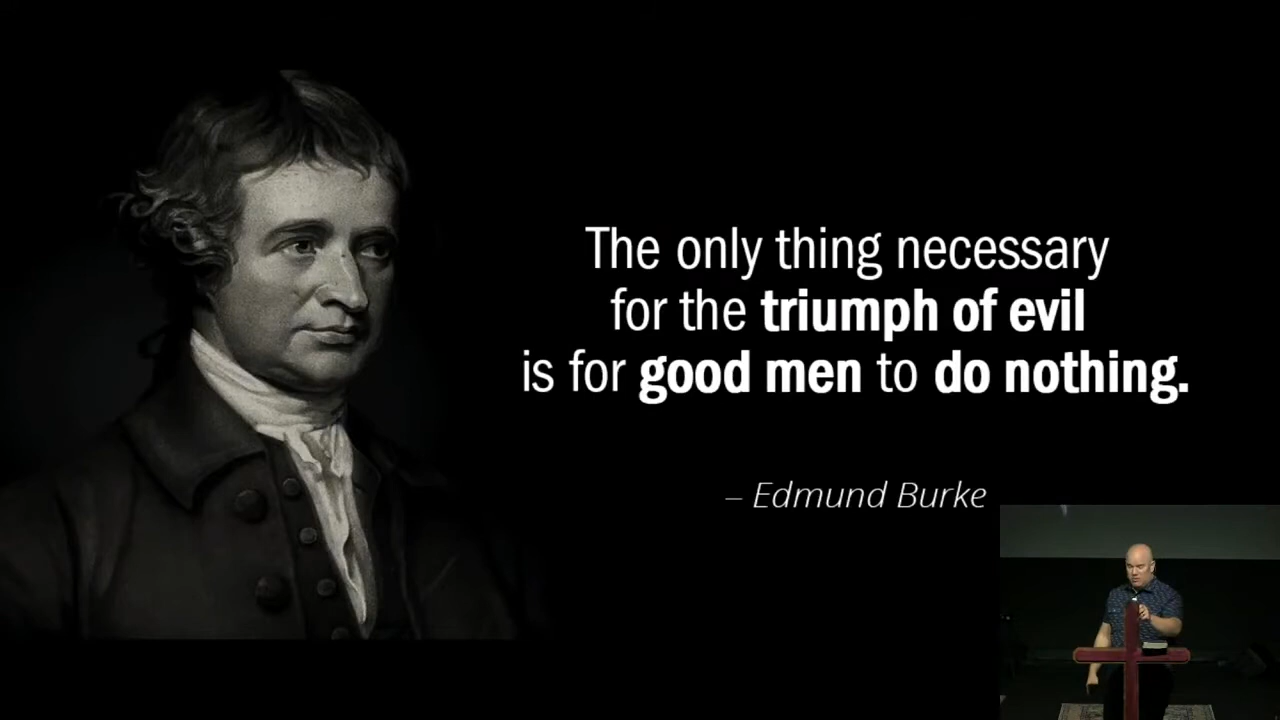 The only thing necessary
for the triumph of evil
is for good men to do nothing.
– Edmund Burke